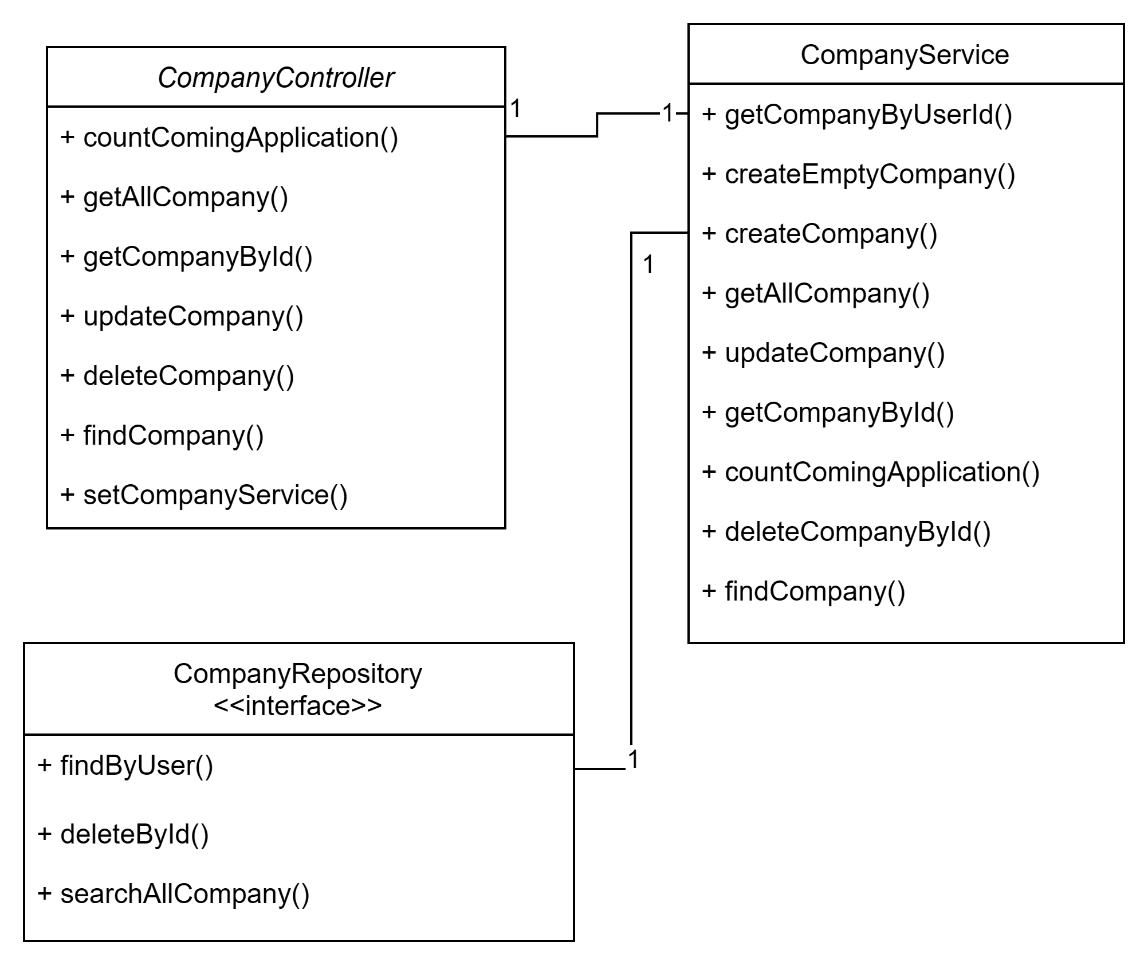 CompanyController
+ countComingApplication()
+ getAllCompany()
+ getCompanyById()
+ updateCompany()
+ deleteCompany()
+ findCompany()
+ setCompanyService()
1
1
CompanyService
+ getCompanyByUserId()
+ createEmptyCompany()
+ createCompany()
+ getAllCompany()
+ updateCompany()
+ getCompanyById()
+ countComingApplication()
+ deleteCompanyById()
+ findCompany()
1
1
CompanyRepository
<<interface>>
+ findByUser()
+ deleteById()
+ searchAllCompany()